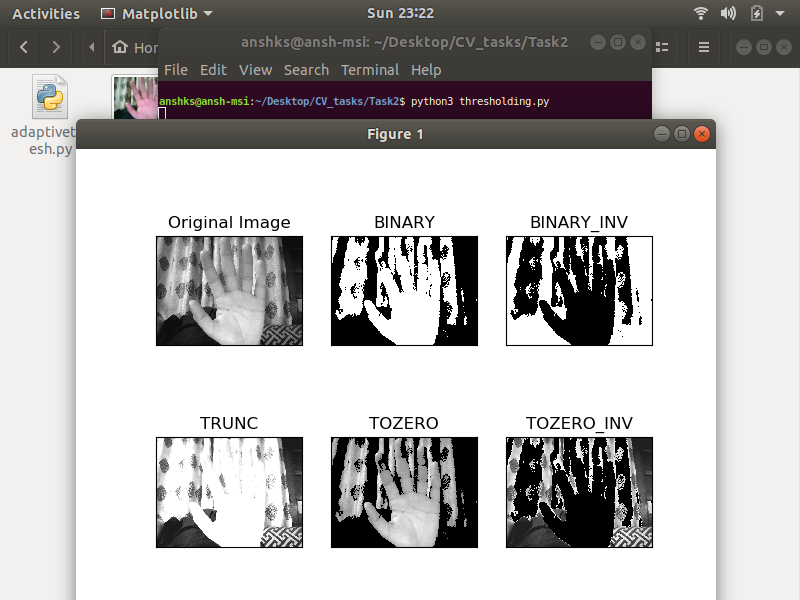 Activities Matplotlib Sun 23:22
Hor
anshks@ansh-msi: ~/Desktop/CV_tasks/Task2
File Edit View Search Terminal Help
anshks@ansh-msi:~/Desktop/CV_tasks/Task2$ python3 thresholding.py
adaptivet
esh.py
Figure 1
Original Image BINARY BINARY_INV
TRUNC TOZERO TOZERO_INV